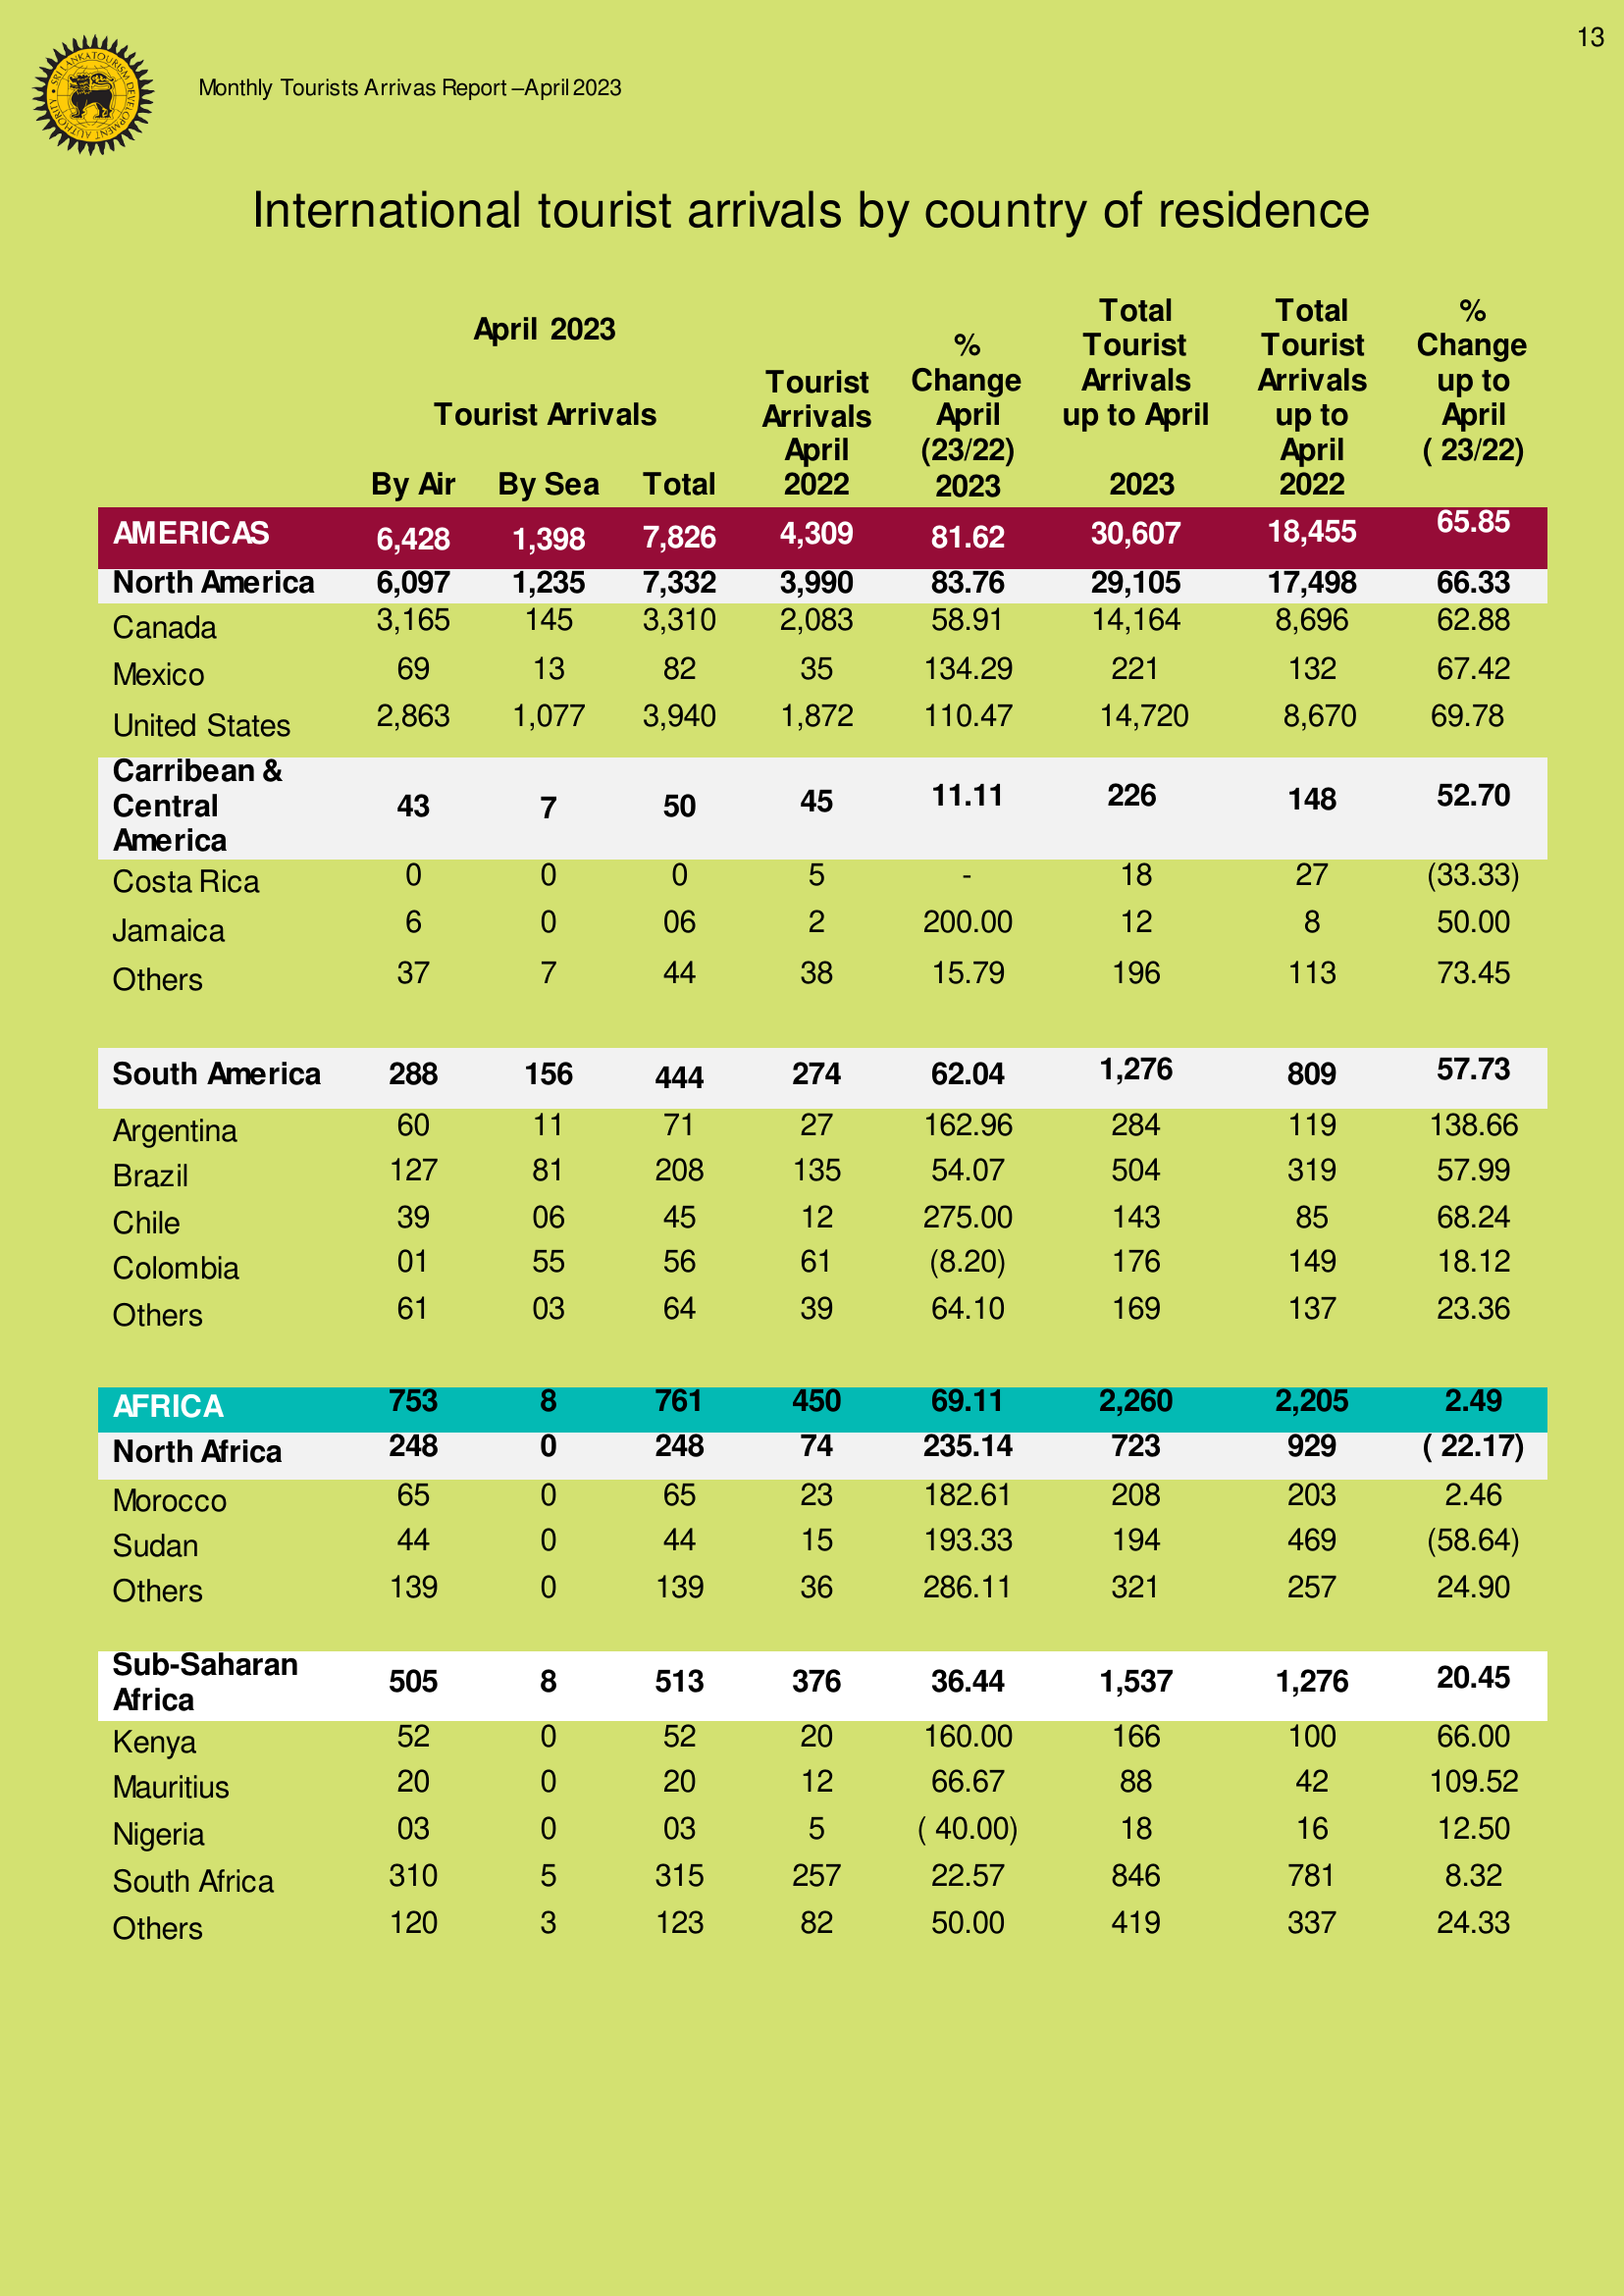 13
SRI LANKA TOURISM DEVELOPMENT AUTHORITY
Monthly Tourists Arrivas Report –April 2023
International tourist arrivals by country of residence
April 2023
Tourist Arrivals
By Air By Sea Total
Tourist
Arrivals
April
2022
%
Change
April
(23/22)
2023
Total
Tourist
Arrivals
up to April
2023
Total
Tourist
Arrivals
up to
April
2022
%
Change
up to
April
( 23/22)
AMERICAS 6,428 1,398 7,826 4,309 81.62 30,607 18,455 65.85
North America 6,097 1,235 7,332 3,990 83.76 29,105 17,498 66.33
Canada 3,165 145 3,310 2,083 58.91 14,164 8,696 62.88
Mexico 69 13 82 35 134.29 221 132 67.42
United States 2,863 1,077 3,940 1,872 110.47 14,720 8,670 69.78
Carribean &
Central
America
43 7 50 45 11.11 226 148 52.70
Costa Rica 0 0 0 5 - 18 27 (33.33)
Jamaica 6 0 06 2 200.00 12 8 50.00
Others 37 7 44 38 15.79 196 113 73.45
South America 288 156 444 274 62.04 1,276 809 57.73
Argentina 60 11 71 27 162.96 284 119 138.66
Brazil 127 81 208 135 54.07 504 319 57.99
Chile 39 06 45 12 275.00 143 85 68.24
Colombia 01 55 56 61 (8.20) 176 149 18.12
Others 61 03 64 39 64.10 169 137 23.36
AFRICA 753 8 761 450 69.11 2,260 2,205 2.49
North Africa 248 0 248 74 235.14 723 929 ( 22.17)
Morocco 65 0 65 23 182.61 208 203 2.46
Sudan 44 0 44 15 193.33 194 469 (58.64)
Others 139 0 139 36 286.11 321 257 24.90
Sub-Saharan
Africa
505 8 513 376 36.44 1,537 1,276 20.45
Kenya 52 0 52 20 160.00 166 100 66.00
Mauritius 20 0 20 12 66.67 88 42 109.52
Nigeria 03 0 03 5 ( 40.00) 18 16 12.50
South Africa 310 5 315 257 22.57 846 781 8.32
Others 120 3 123 82 50.00 419 337 24.33